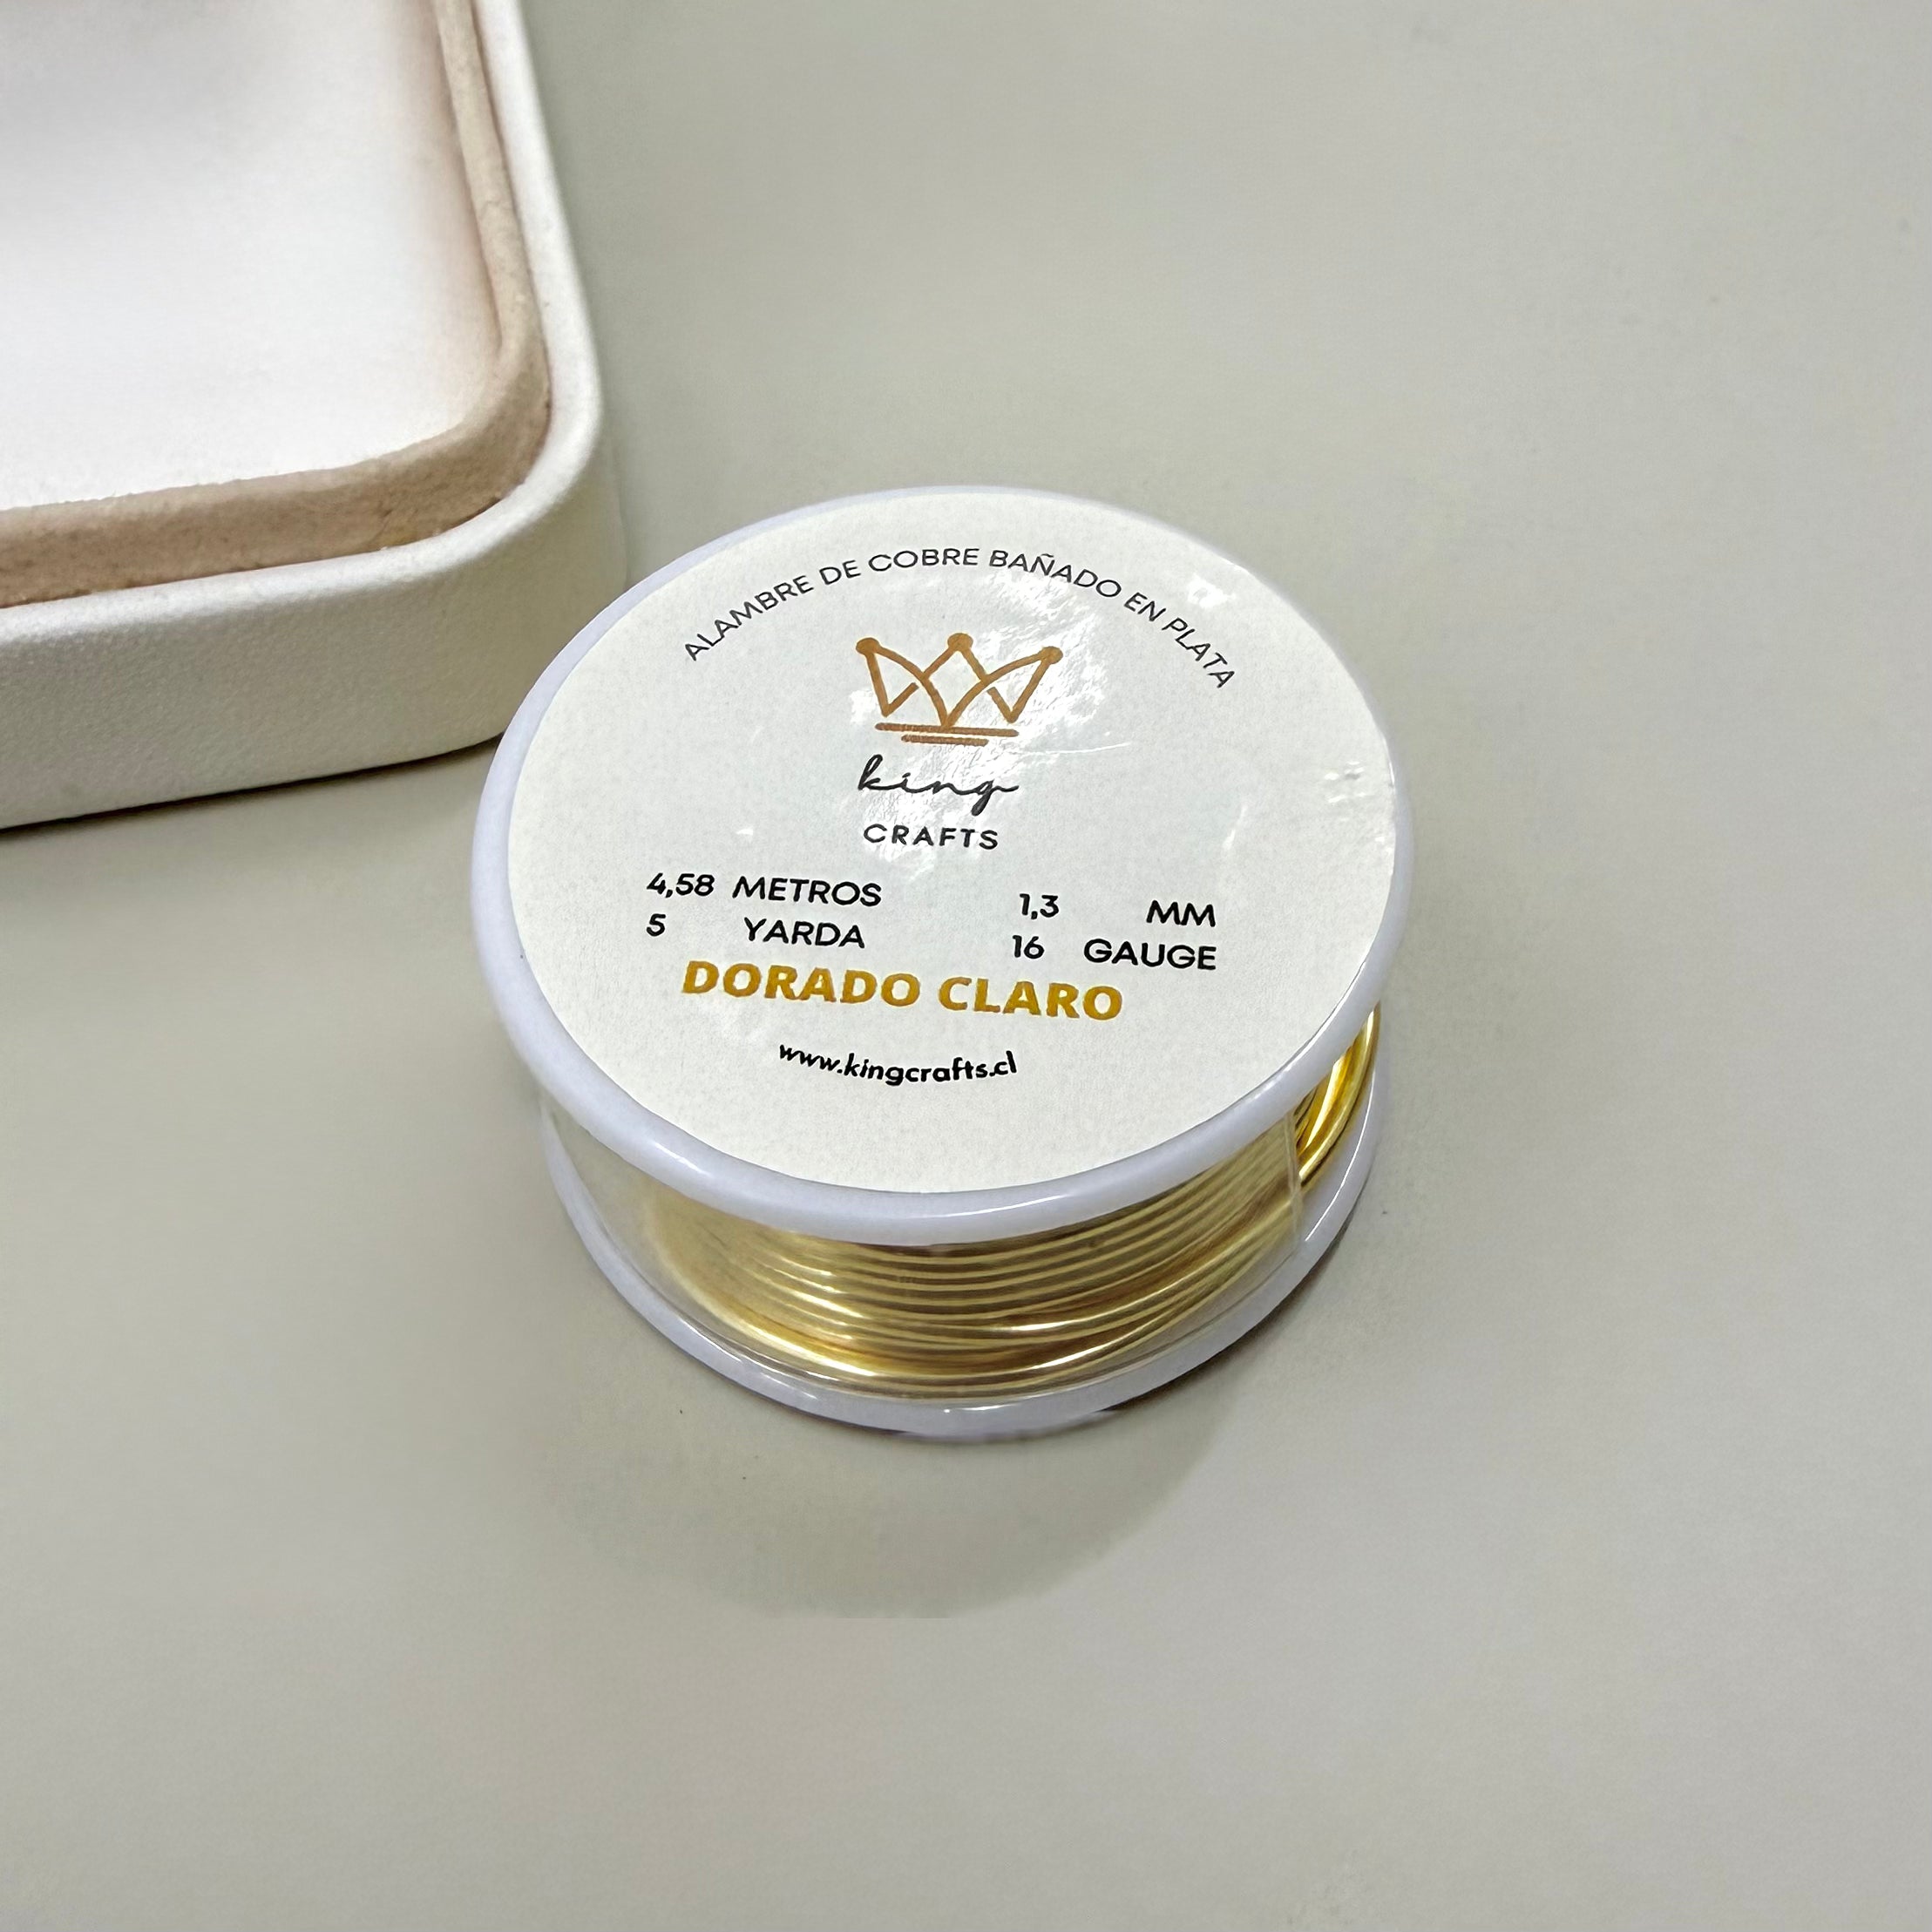 ALAMBRE DE COBRE BAÑADO EN PLATA
king
CRAFTS
4,58 METROS 1,3 MM
5 YARDA 16 GAUGE
DORADO CLARO
www.kingcrafts.cl